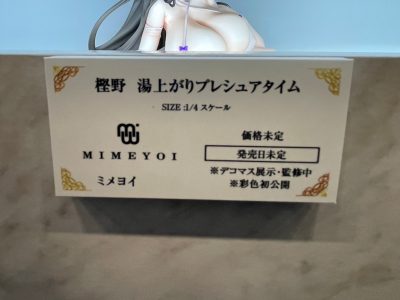 樫野 湯上がりプレシュアタイム
SIZE :1/4 スケール
MIMEYOI
ミメヨイ
価格未定
発売日未定
※デコマス展示・監修中
※彩色初公開